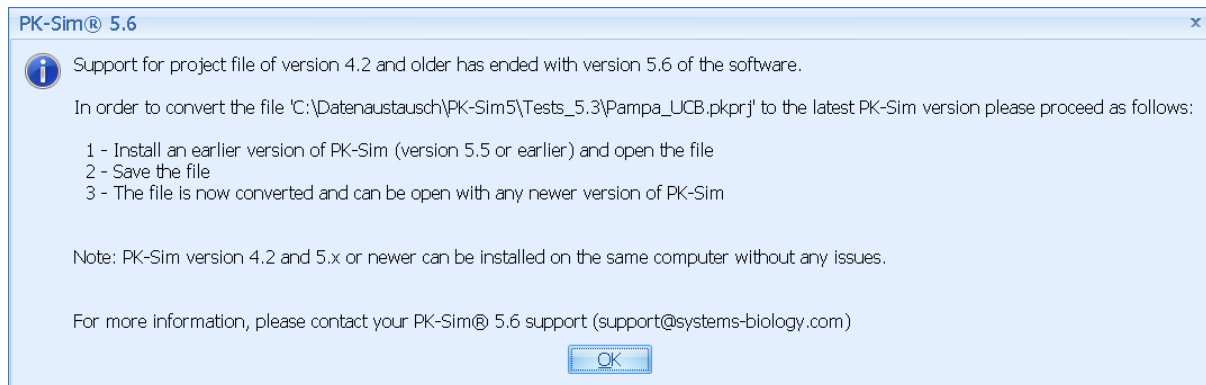 PK-Sim® 5.6
x
Support for project file of version 4.2 and older has ended with version 5.6 of the software.
In order to convert the file 'C:\Datenaustausch\PK-Sim5\Tests_5.3\Pampa_UCB.pkprj' to the latest PK-Sim version please proceed as follows:
1 - Install an earlier version of PK-Sim (version 5.5 or earlier) and open the file
2 - Save the file
3 - The file is now converted and can be open with any newer version of PK-Sim
Note: PK-Sim version 4.2 and 5.x or newer can be installed on the same computer without any issues.
For more information, please contact your PK-Sim® 5.6 support (support@systems-biology.com)
OK